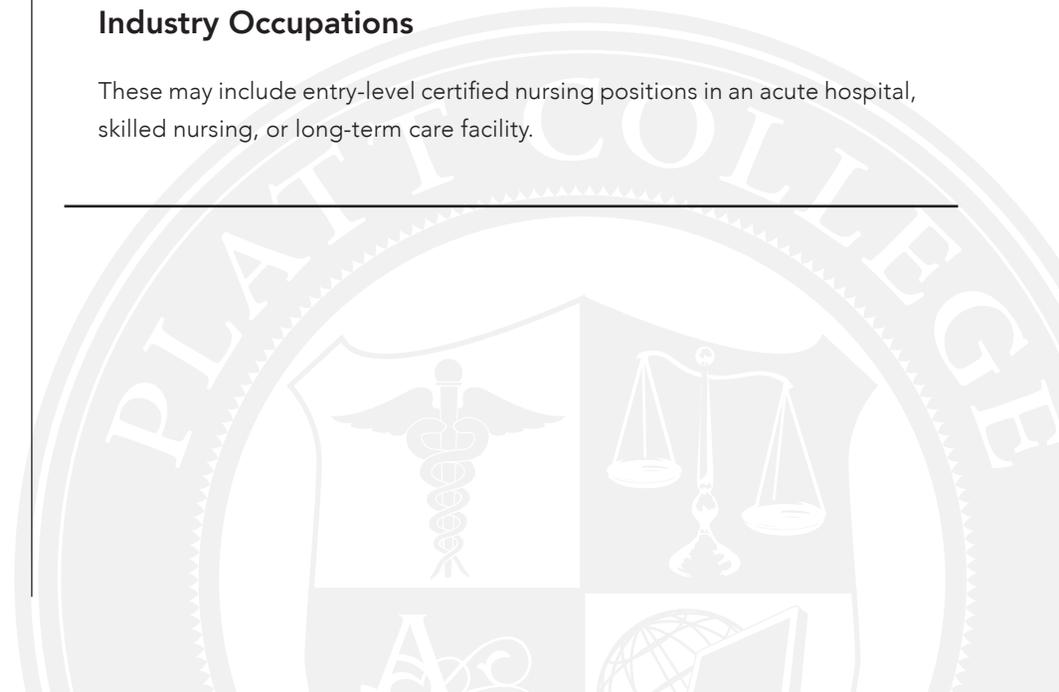 Industry Occupations
These may include entry-level certified nursing positions in an acute hospital,
skilled nursing, or long-term care facility.
PLATT COLLEGE
A